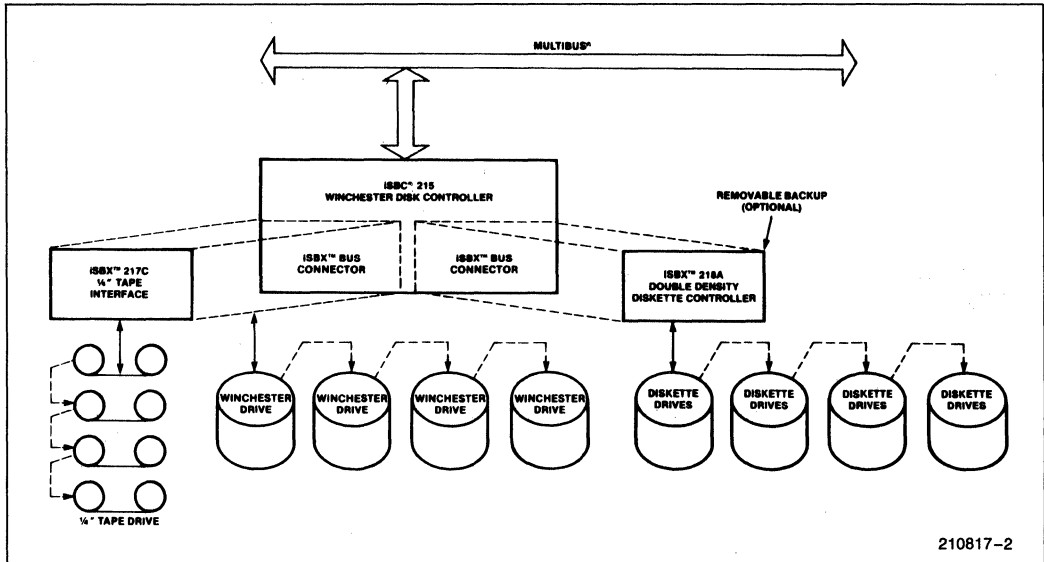 MULTIBUS®
iSBC® 215
WINCHESTER DISK CONTROLLER
REMOVABLE BACKUP
(OPTIONAL)
iSBX™ BUS
CONNECTOR
iSBX™ BUS
CONNECTOR
iSBX™ 217C
¼" TAPE
INTERFACE
iSBX™ 218A
DOUBLE DENSITY
DISKETTE CONTROLLER
WINCHESTER
DRIVE
WINCHESTER
DRIVE
WINCHESTER
DRIVE
WINCHESTER
DRIVE
DISKETTE
DRIVES
DISKETTE
DRIVES
DISKETTE
DRIVES
DISKETTE
DRIVES
¼" TAPE DRIVE
210817-2